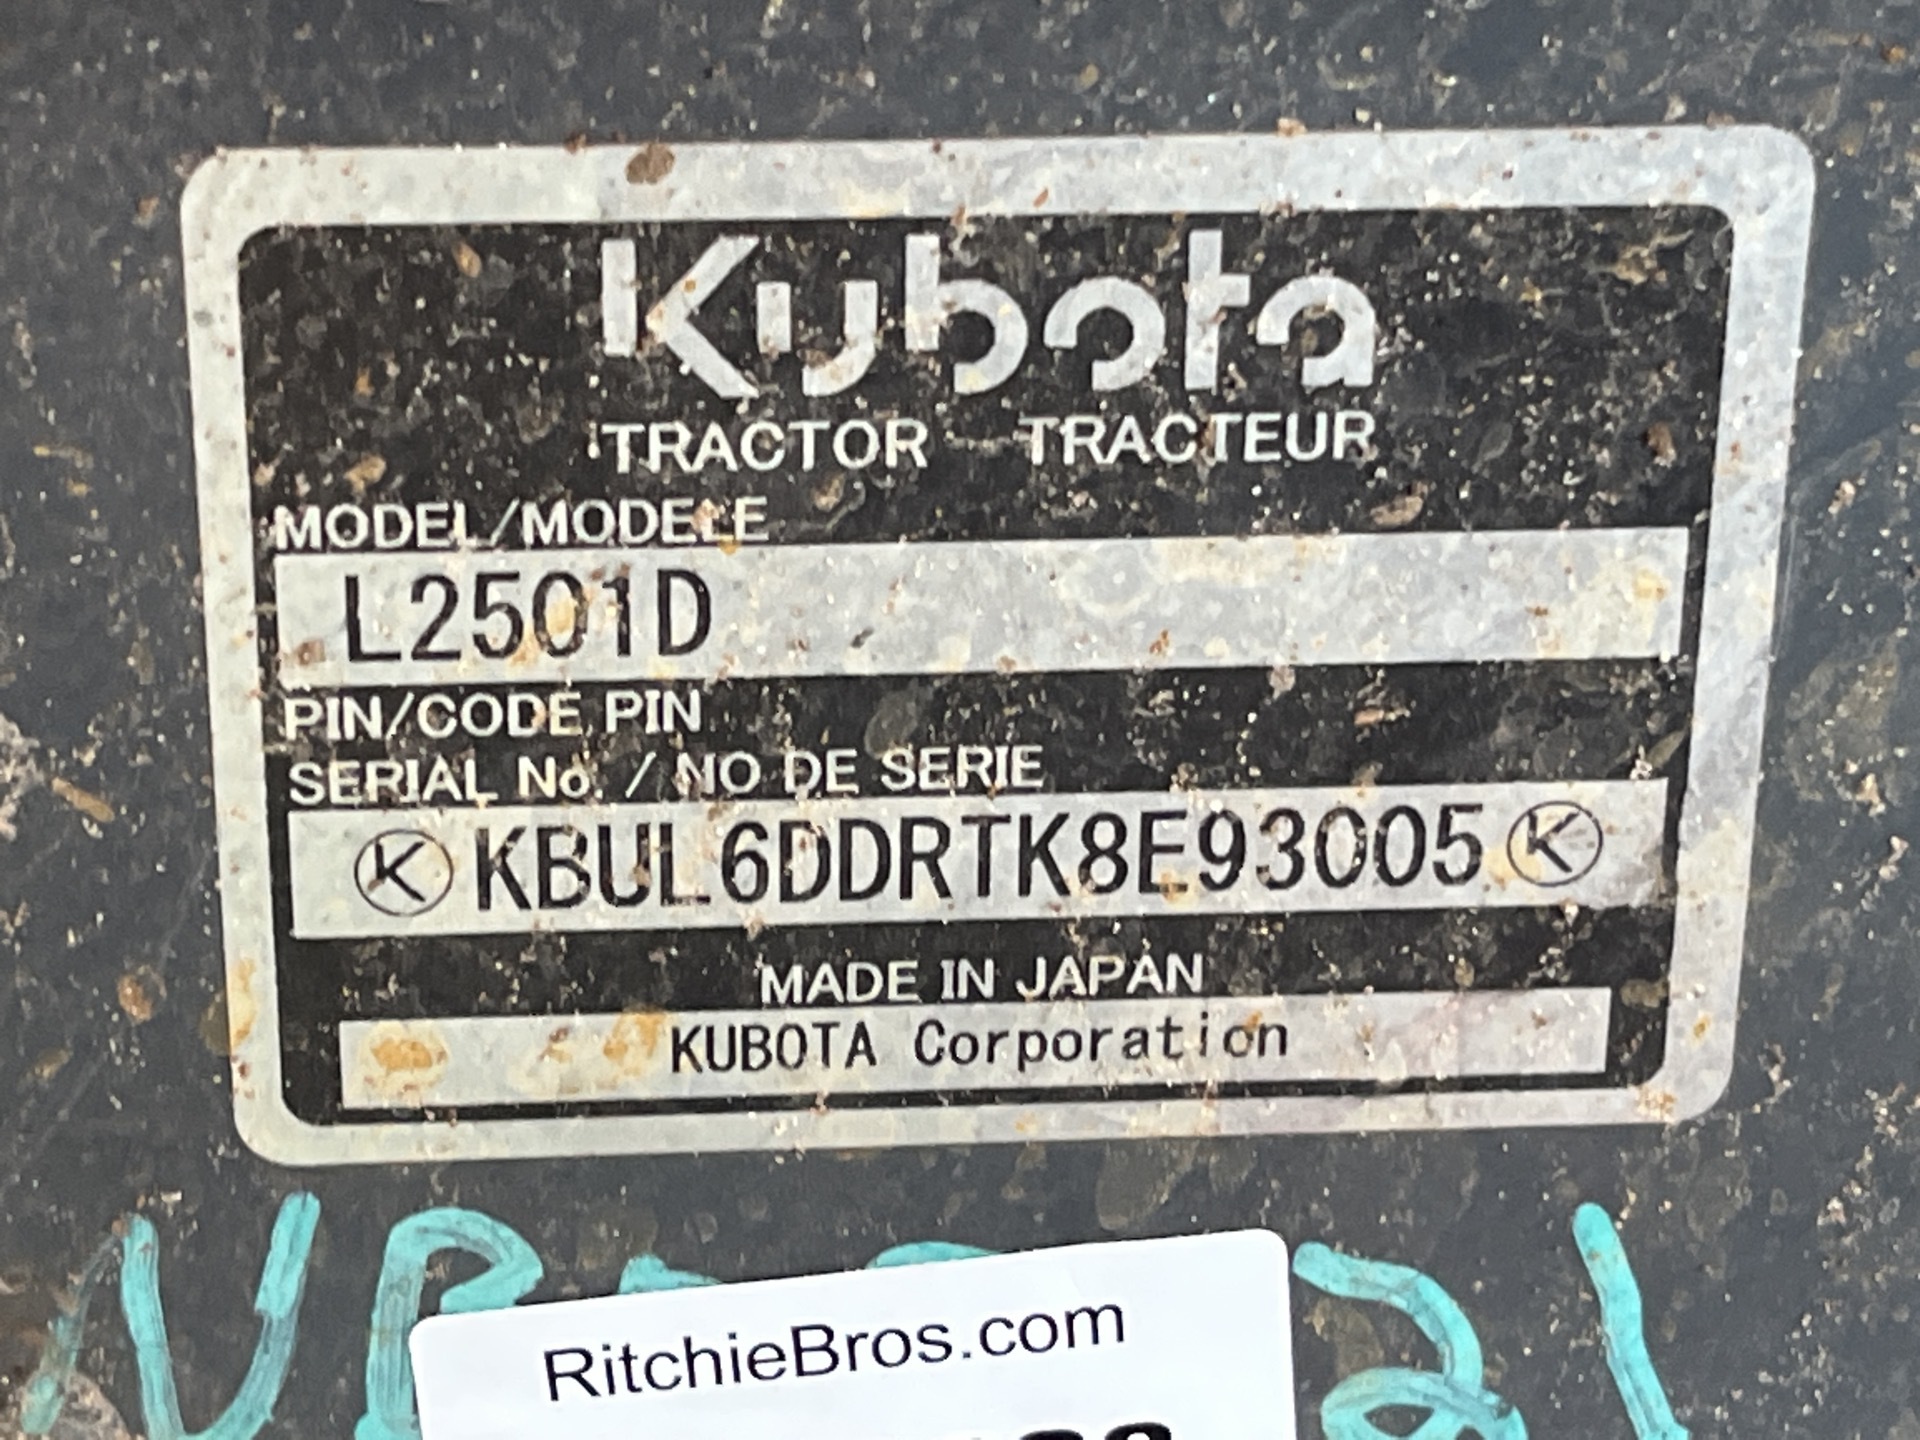 Kubota
TRACTOR TRACTEUR
MODEL/MODELE
L2501D
PIN/CODE PIN
SERIAL No. / NO DE SERIE
K KBUL6DDRTK8E93005 K
MADE IN JAPAN
KUBOTA Corporation
RitchieBros.com